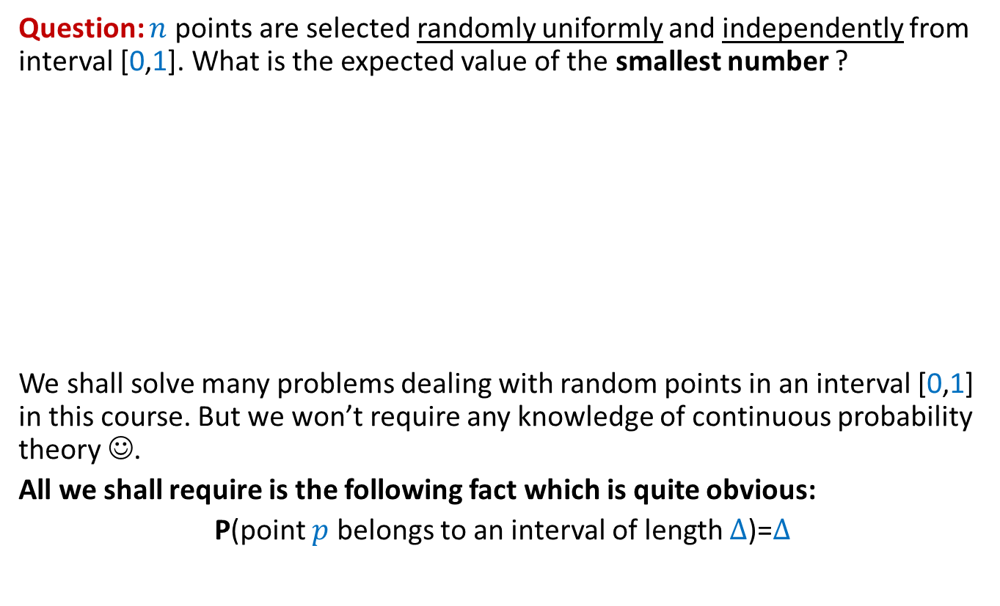 Question: n points are selected randomly uniformly and independently from
interval [0,1]. What is the expected value of the smallest number ?
We shall solve many problems dealing with random points in an interval [0,1]
in this course. But we won’t require any knowledge of continuous probability
theory ☺.
All we shall require is the following fact which is quite obvious:
P(point p belongs to an interval of length Δ)=Δ